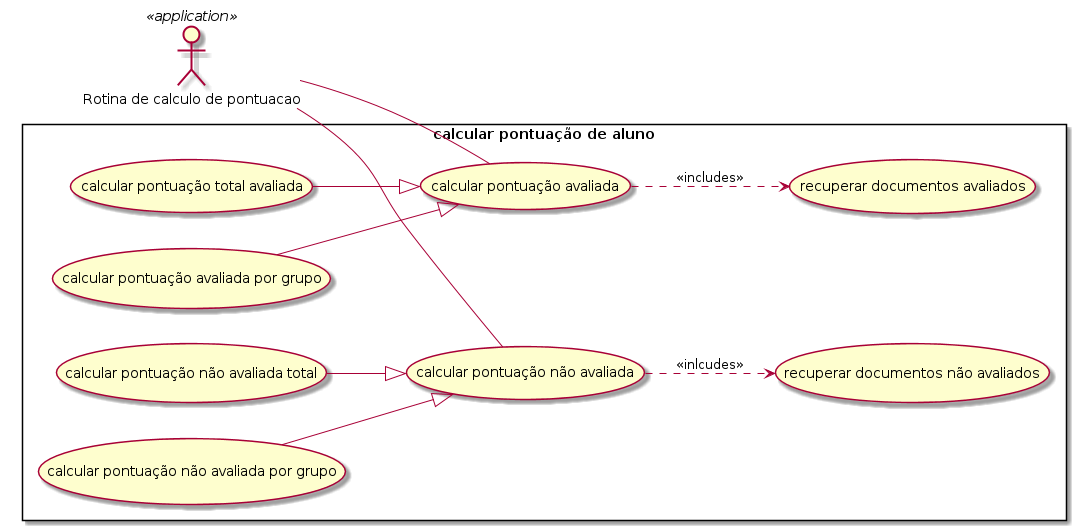 «application»
Rotina de calculo de pontuacao
calcular pontuação de aluno
calcular pontuação total avaliada
calcular pontuação avaliada
«includes»
recuperar documentos avaliados
calcular pontuação avaliada por grupo
calcular pontuação não avaliada total
calcular pontuação não avaliada
«inlcudes»
recuperar documentos não avaliados
calcular pontuação não avaliada por grupo